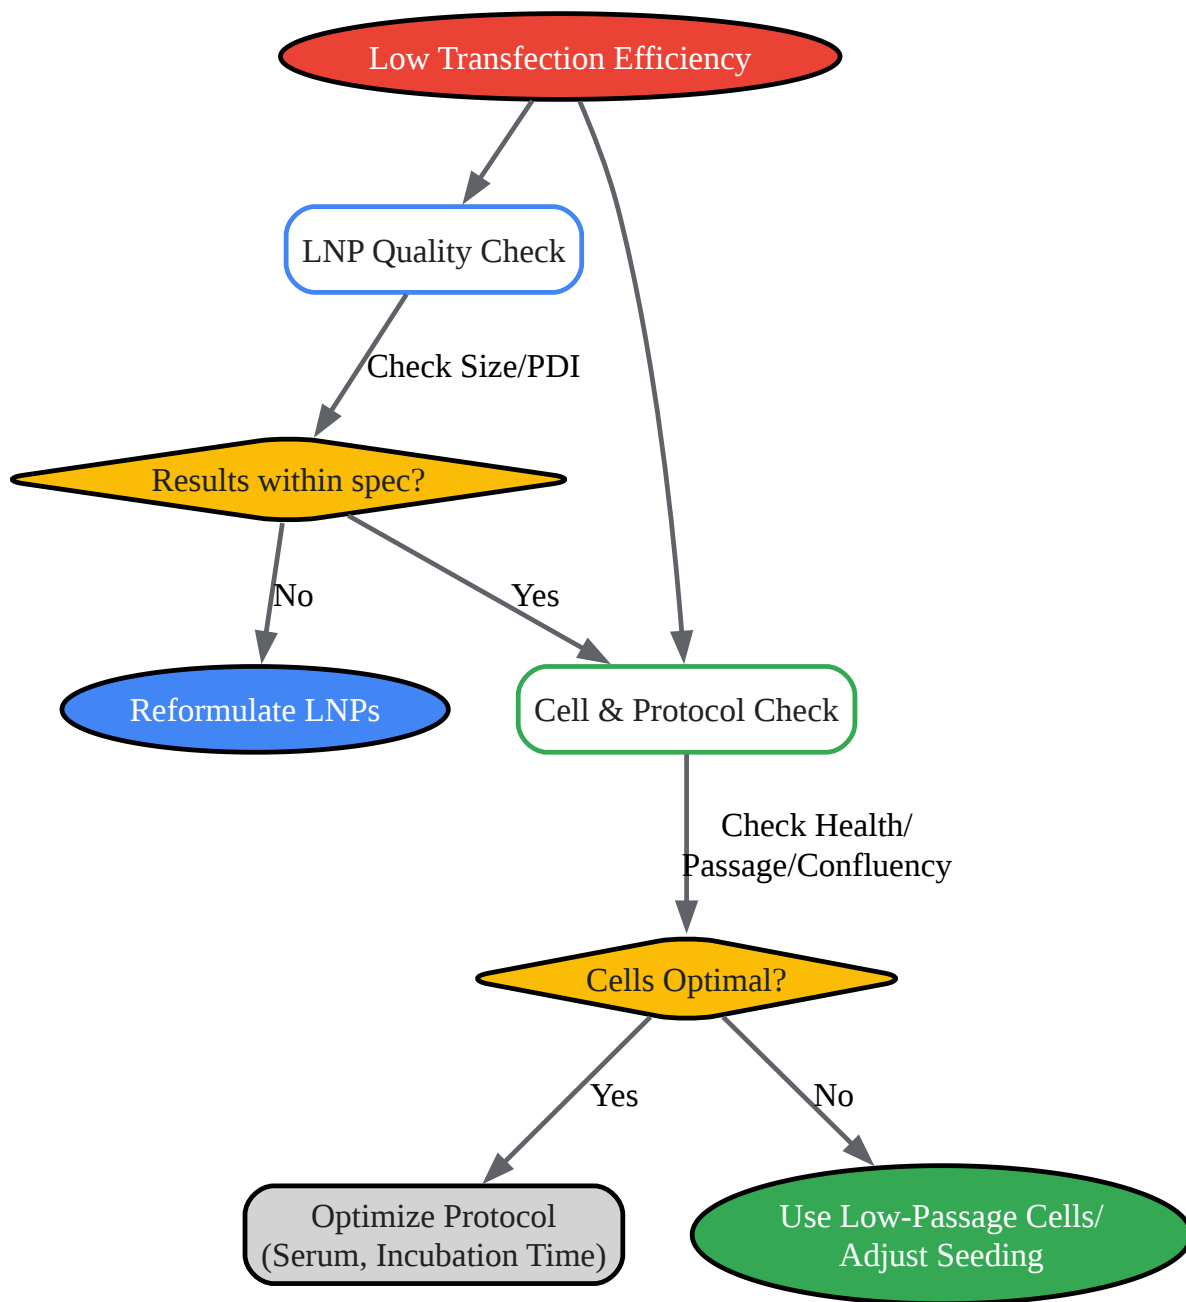 Low Transfection Efficiency
LNP Quality Check
Check Size/PDI
Results within spec?
No
Yes
Reformulate LNPs
Cell & Protocol Check
Check Health/
Passage/Confluency
Cells Optimal?
Yes
No
Optimize Protocol
(Serum, Incubation Time)
Use Low-Passage Cells/
Adjust Seeding